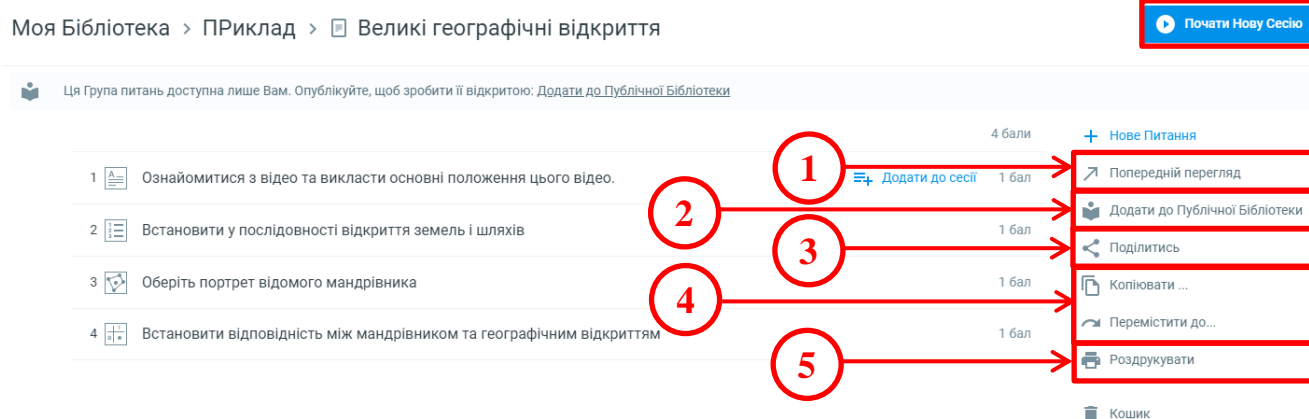 Моя Бібліотека > ПРиклад > Великі географічні відкриття
Почати Нову Сесію
Ця Група питань доступна лише Вам. Опублікуйте, щоб зробити її відкритою: Додати до Публічної Бібліотеки
4 бали
Нове Питання
1 Ознайомитися з відео та викласти основні положення цього відео.
Додати до сесії 1 бал
1
Попередній перегляд
2
Додати до Публічної Бібліотеки
2 Встановити у послідовності відкриття земель і шляхів
1 бал
3
Поділитись
3 Оберіть портрет відомого мандрівника
1 бал
4
Копіювати ...
Перемістити до...
4 Встановити відповідність між мандрівником та географічним відкриттям
1 бал
5
Роздрукувати
Кошик